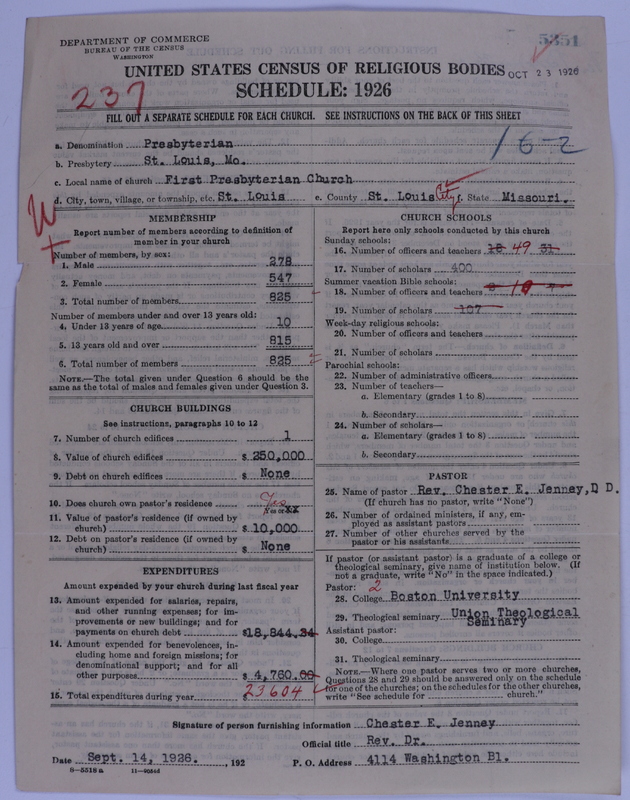 DEPARTMENT OF COMMERCE
BUREAU OF THE CENSUS
WASHINGTON
5351
UNITED STATES CENSUS OF RELIGIOUS BODIES
OCT 23 1926
SCHEDULE: 1926
237
FILL OUT A SEPARATE SCHEDULE FOR EACH CHURCH. SEE INSTRUCTIONS ON THE BACK OF THIS SHEET
16-2
a. Denomination Presbyterian
b. Presbytery St. Louis, Mo.
c. Local name of church First Presbyterian Church
d. City, town, village, or township, etc. St. Louis e. County St. Louis City f. State Missouri.
MEMBERSHIP
Report number of members according to definition of
member in your church
Number of members, by sex:
1. Male 278
2. Female 547
3. Total number of members 825
Number of members under and over 13 years old:
4. Under 13 years of age 10
5. 13 years old and over 815
6. Total number of members 825
NOTE.—The total given under Question 6 should be the
same as the total of males and females given under Question 3.
CHURCH BUILDINGS
See instructions, paragraphs 10 to 12
7. Number of church edifices 1
8. Value of church edifices $ 250,000
9. Debt on church edifices $ None
10. Does church own pastor's residence Yes
Yes or
11. Value of pastor's residence (if owned by
church) $ 10,000
12. Debt on pastor's residence (if owned by
church) $ None
EXPENDITURES
Amount expended by your church during last fiscal year
13. Amount expended for salaries, repairs,
and other running expenses; for im-
provements or new buildings; and for
payments on church debt $18,844.34
14. Amount expended for benevolences, in-
cluding home and foreign missions; for
denominational support; and for all
other purposes $ 4,760.00
15. Total expenditures during year $ 23604
CHURCH SCHOOLS
Report here only schools conducted by this church
Sunday schools:
16. Number of officers and teachers 18 49 31
17. Number of scholars 400
Summer vacation Bible schools:
18. Number of officers and teachers 10
19. Number of scholars 107
Week-day religious schools:
20. Number of officers and teachers
21. Number of scholars
Parochial schools:
22. Number of administrative officers
23. Number of teachers—
a. Elementary (grades 1 to 8)
b. Secondary
24. Number of scholars—
a. Elementary (grades 1 to 8)
b. Secondary
PASTOR
25. Name of pastor Rev. Chester E. Jenney, D D.
(If church has no pastor, write "None")
26. Number of ordained ministers, if any, em-
ployed as assistant pastors
27. Number of other churches served by the
pastor or his assistants
If pastor (or assistant pastor) is a graduate of a college or
theological seminary, give name of institution below. (If
not a graduate, write "No" in the space indicated.)
Pastor: 2
28. College Boston University
29. Theological seminary Union Theological
Seminary
Assistant pastor:
30. College
31. Theological seminary
NOTE.—Where one pastor serves two or more churches,
Questions 28 and 29 should be answered only on the schedule
for one of the churches; on the schedules for the other churches,
write "See schedule for church."
Signature of person furnishing information Chester E. Jenney
Official title Rev. Dr.
Date Sept. 14, 1926. , 192
P. O. Address 4114 Washington Bl.
8-5518 a 11-90546